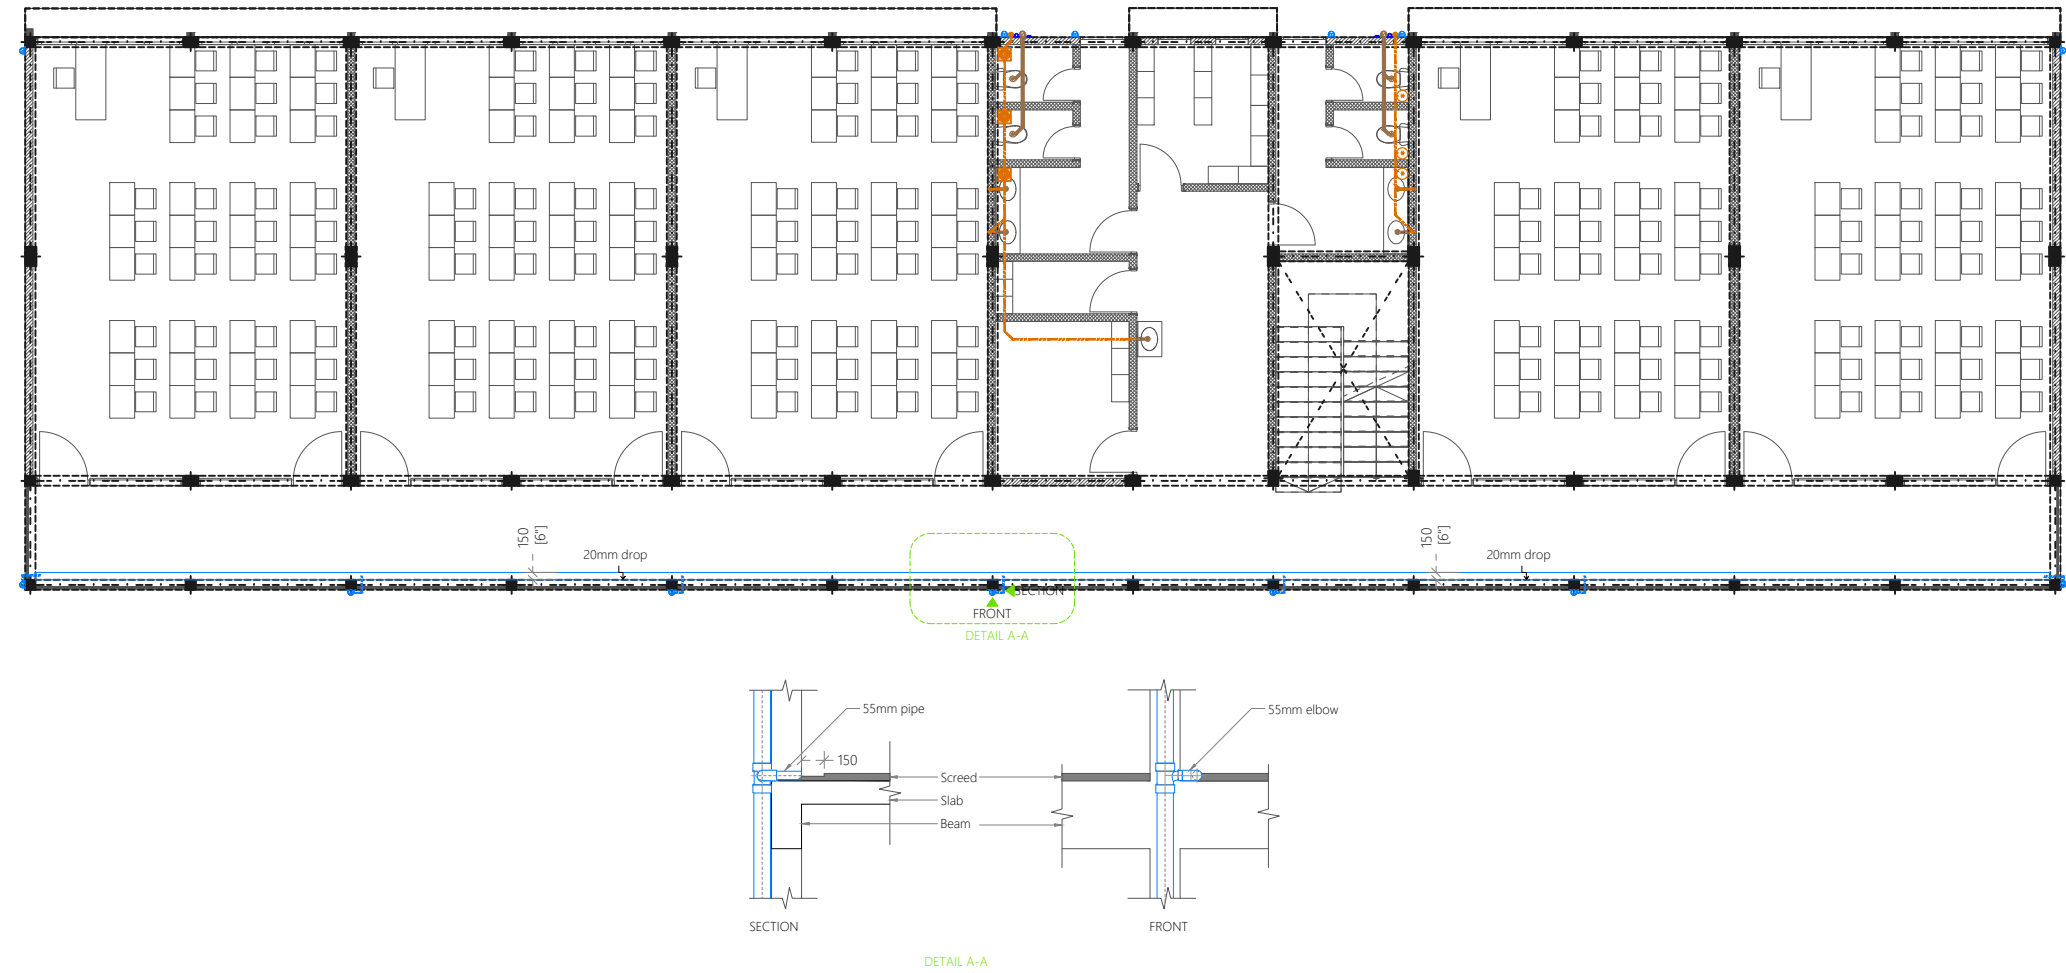 150
[6"]
20mm drop
150
[6"]
20mm drop
SECTION
FRONT
DETAIL A-A
55mm pipe
55mm elbow
150
Screed
Slab
Beam
SECTION
FRONT
DETAIL A-A